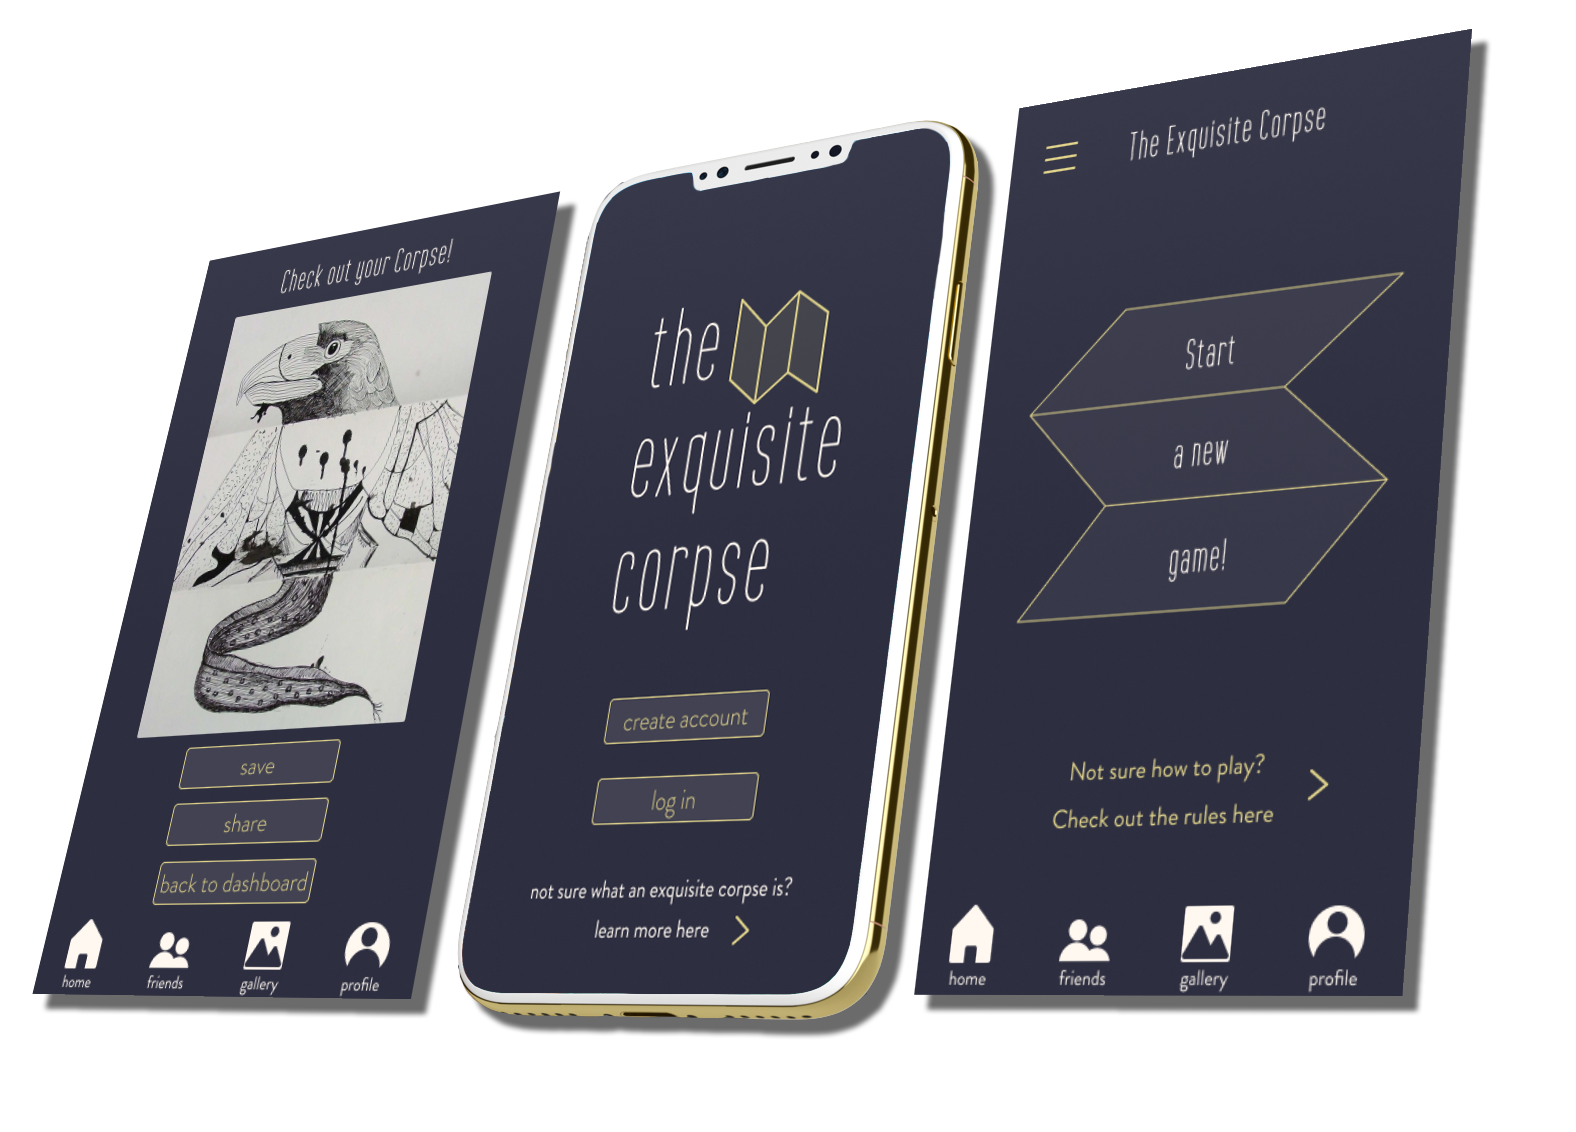 Check out your Corpse!
save
share
back to dashboard
home
friends
gallery
profile
the
exquisite
corpse
create account
log in
not sure what an exquisite corpse is?
learn more here
The Exquisite Corpse
Start
a new
game!
Not sure how to play?
Check out the rules here
home
friends
gallery
profile